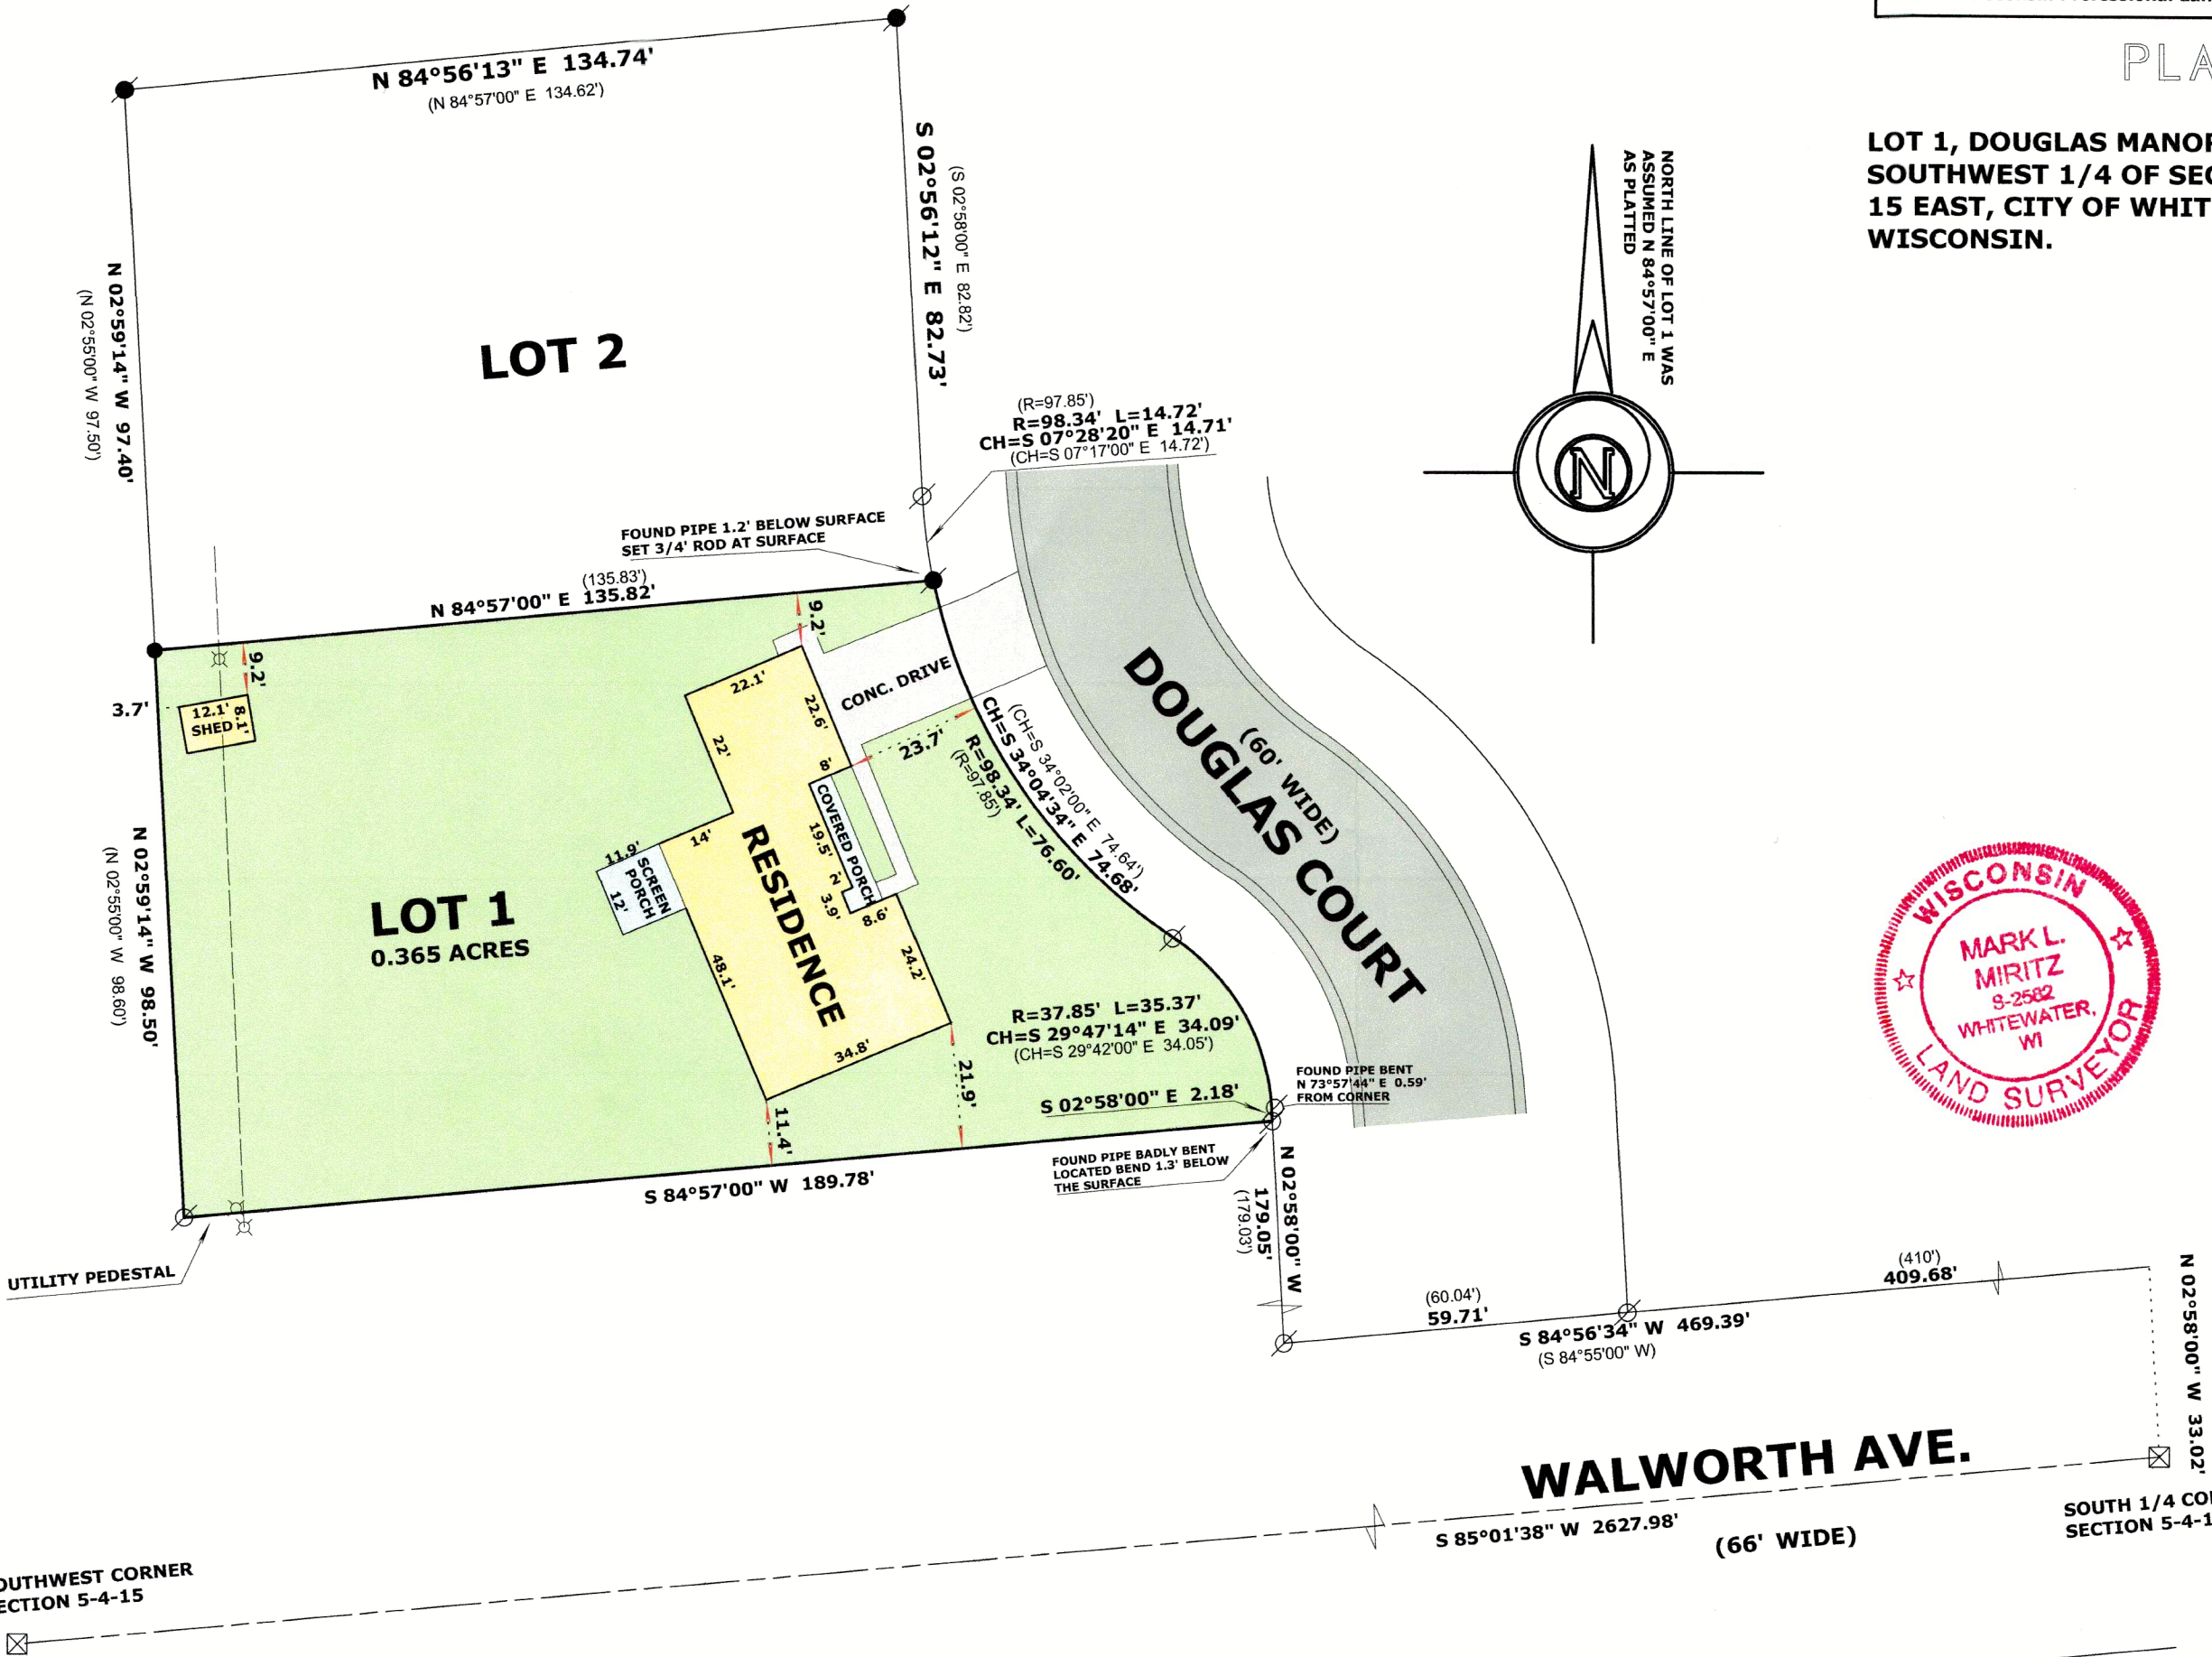 PLA
LOT 1, DOUGLAS MANOR
SOUTHWEST 1/4 OF SEC
15 EAST, CITY OF WHIT
WISCONSIN.
N 84°56'13" E 134.74'
(N 84°57'00" E 134.62')
S 02°56'12" E 82.73'
(S 02°58'00" E 82.82')
N 02°59'14" W 97.40'
(N 02°55'00" W 97.50')
LOT 2
NORTH LINE OF LOT 1 WAS
ASSUMED N 84°57'00" E
AS PLATTED
N
(R=97.85')
R=98.34' L=14.72'
CH=S 07°28'20" E 14.71'
(CH=S 07°17'00" E 14.72')
FOUND PIPE 1.2' BELOW SURFACE
SET 3/4' ROD AT SURFACE
(135.83')
N 84°57'00" E 135.82'
9.2'
9.2'
3.7'
12.1'
8.1'
SHED
22.1'
22.6'
22'
CONC. DRIVE
23.7'
8'
COVERED PORCH
19.5'
2'
3.9'
8.6'
14'
11.9'
SCREEN
PORCH
12'
RESIDENCE
48.1'
24.2'
34.8'
21.9'
11.4'
LOT 1
0.365 ACRES
N 02°59'14" W 98.50'
(N 02°55'00" W 98.60')
(CH=S 34°02'00" E 74.64')
CH=S 34°04'34" E 74.68'
R=98.34' L=76.60'
(R=97.85')
DOUGLAS COURT
(60' WIDE)
R=37.85' L=35.37'
CH=S 29°47'14" E 34.09'
(CH=S 29°42'00" E 34.05')
S 02°58'00" E 2.18'
FOUND PIPE BENT
N 73°57'44" E 0.59'
FROM CORNER
FOUND PIPE BADLY BENT
LOCATED BEND 1.3' BELOW
THE SURFACE
S 84°57'00" W 189.78'
UTILITY PEDESTAL
N 02°58'00" W
179.05'
(179.03')
(60.04')
59.71'
S 84°56'34" W 469.39'
(S 84°55'00" W)
(410')
409.68'
N 02°58'00" W 33.02'
WISCONSIN
MARK L.
MIRITZ
S-2582
WHITEWATER,
WI
LAND SURVEYOR
WALWORTH AVE.
S 85°01'38" W 2627.98'
(66' WIDE)
SOUTH 1/4 CO
SECTION 5-4-1
OUTHWEST CORNER
ECTION 5-4-15